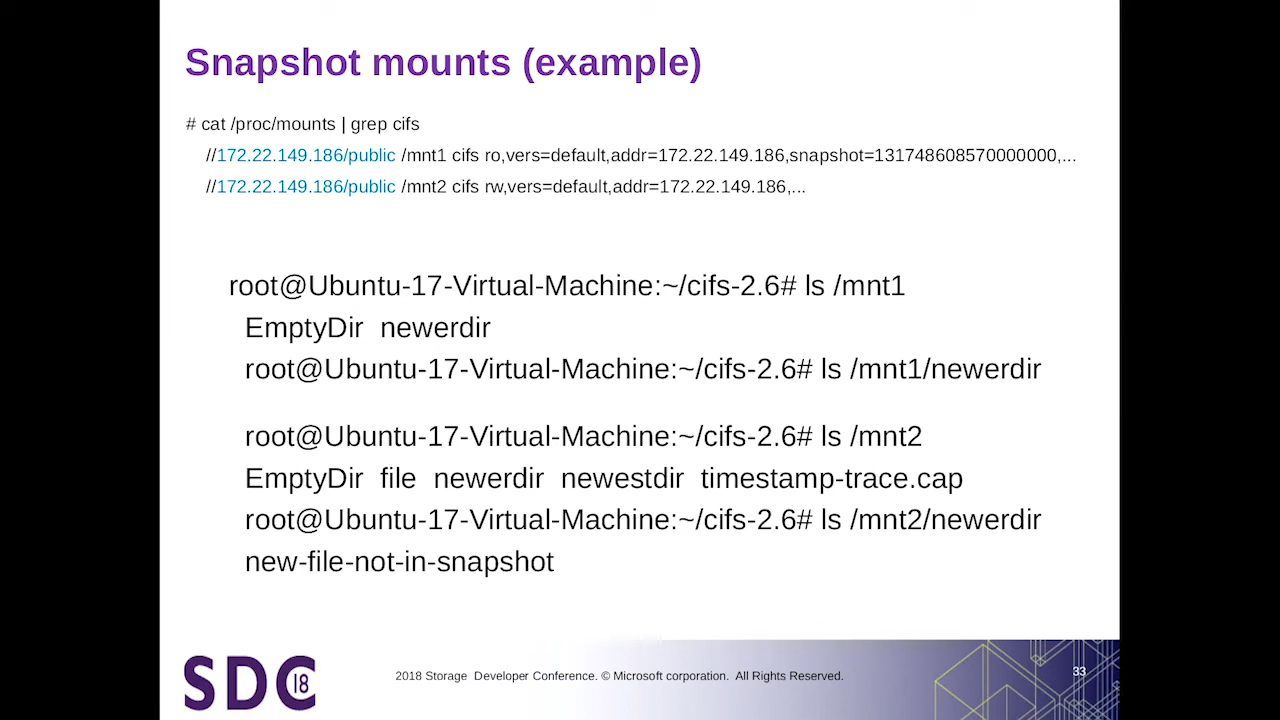 Snapshot mounts (example)
# cat /proc/mounts | grep cifs
//172.22.149.186/public /mnt1 cifs ro,vers=default,addr=172.22.149.186,snapshot=131748608570000000,...
//172.22.149.186/public /mnt2 cifs rw,vers=default,addr=172.22.149.186,...
root@Ubuntu-17-Virtual-Machine:~/cifs-2.6# ls /mnt1
EmptyDir newerdir
root@Ubuntu-17-Virtual-Machine:~/cifs-2.6# ls /mnt1/newerdir
root@Ubuntu-17-Virtual-Machine:~/cifs-2.6# ls /mnt2
EmptyDir file newerdir newestdir timestamp-trace.cap
root@Ubuntu-17-Virtual-Machine:~/cifs-2.6# ls /mnt2/newerdir
new-file-not-in-snapshot
SDC 18
2018 Storage Developer Conference. © Microsoft corporation. All Rights Reserved.
33